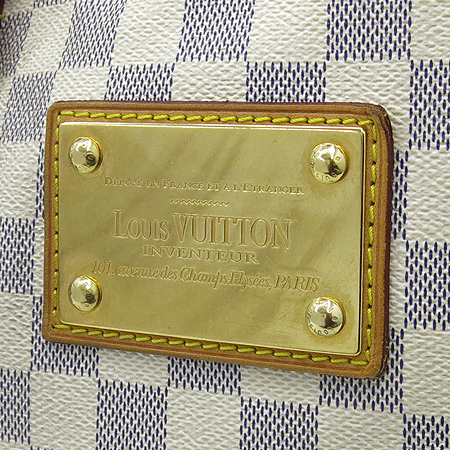 DÉPOSÉ EN FRANCE ET À L'ÉTRANGER
LOUIS VUITTON
INVENTEUR
101, avenue des Champs-Elysées, PARIS